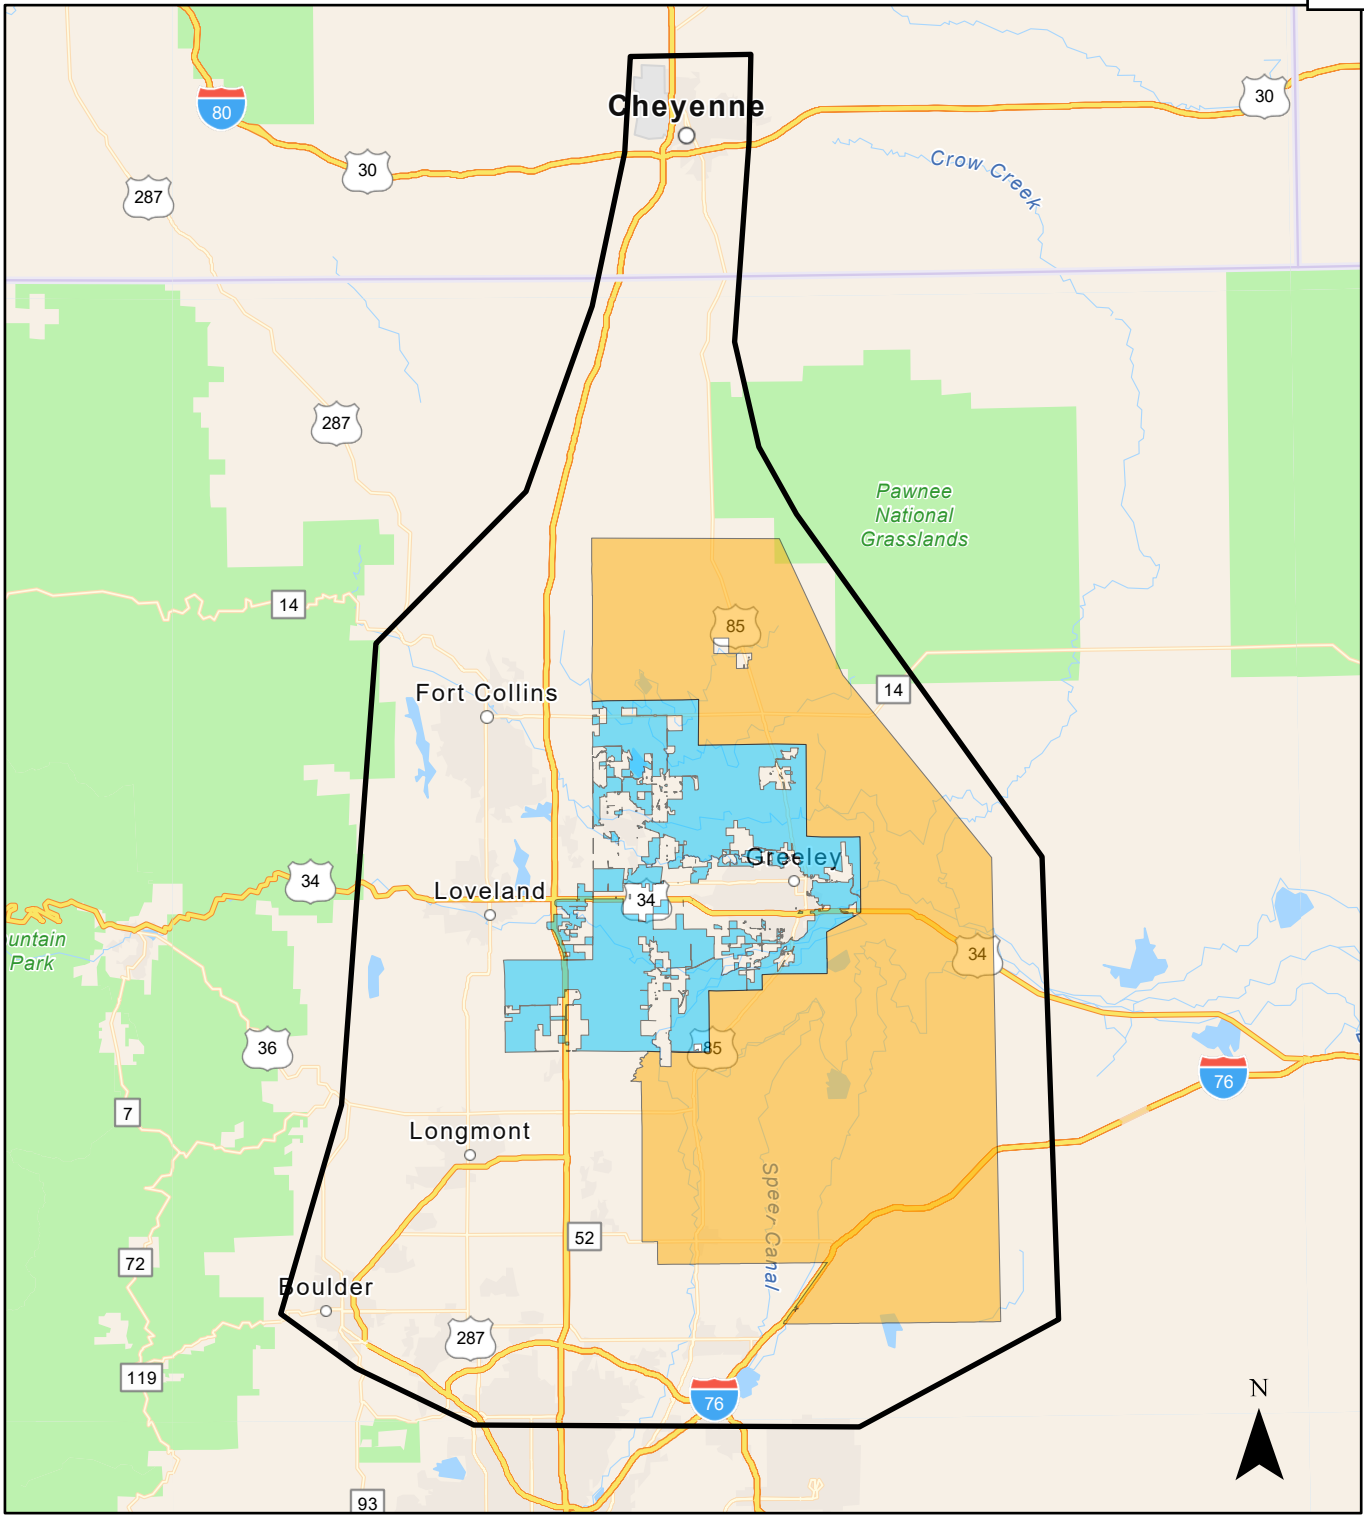 80
30
287
Cheyenne
30
Crow Creek
287
Pawnee
National
Grasslands
14
85
14
Fort Collins
34
Loveland
34
Greeley
untain
Park
34
36
85
76
7
Longmont
Speer Canal
72
52
Boulder
287
119
76
N
93